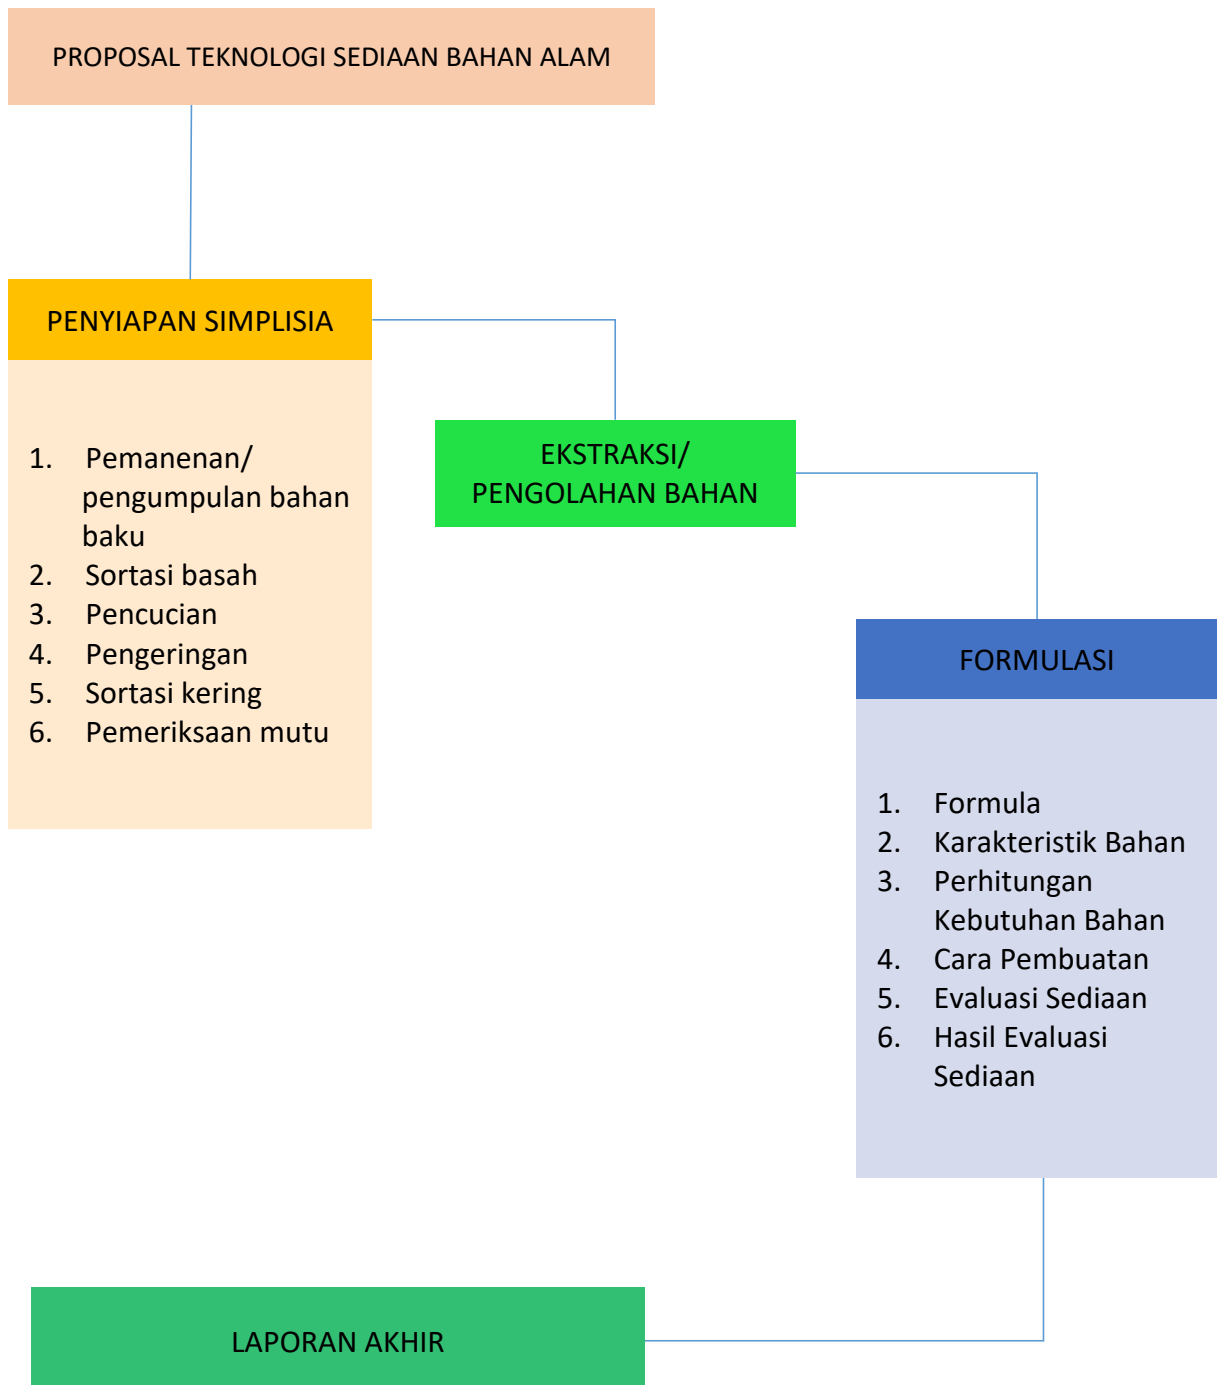 PROPOSAL TEKNOLOGI SEDIAAN BAHAN ALAM
PENYIAPAN SIMPLISIA
1. Pemanenan/
pengumpulan bahan
baku
2. Sortasi basah
3. Pencucian
4. Pengeringan
5. Sortasi kering
6. Pemeriksaan mutu
EKSTRAKSI/
PENGOLAHAN BAHAN
FORMULASI
1. Formula
2. Karakteristik Bahan
3. Perhitungan
Kebutuhan Bahan
4. Cara Pembuatan
5. Evaluasi Sediaan
6. Hasil Evaluasi
Sediaan
LAPORAN AKHIR